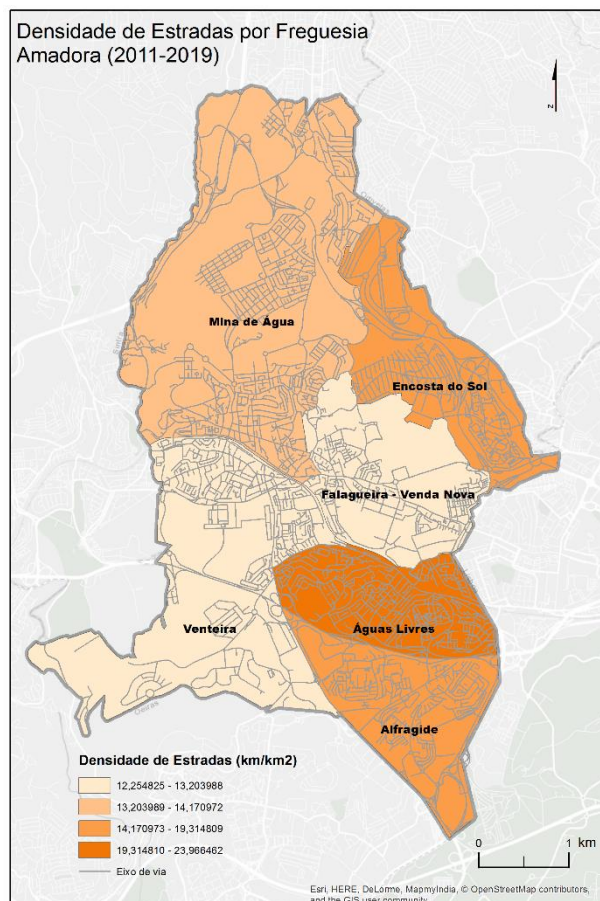 Densidade de Estradas por Freguesia
Amadora (2011-2019)
N
Mina de Água
Encosta do Sol
Falagueira - Venda Nova
Venteira
Águas Livres
Alfragide
Oeiras
Densidade de Estradas (km/km2)
12,254825 - 13,203988
13,203989 - 14,170972
14,170973 - 19,314809
19,314810 - 23,966462
Eixo de via
0 1 km
Esri, HERE, DeLorme, MapmyIndia, © OpenStreetMap contributors,
and the GIS user community